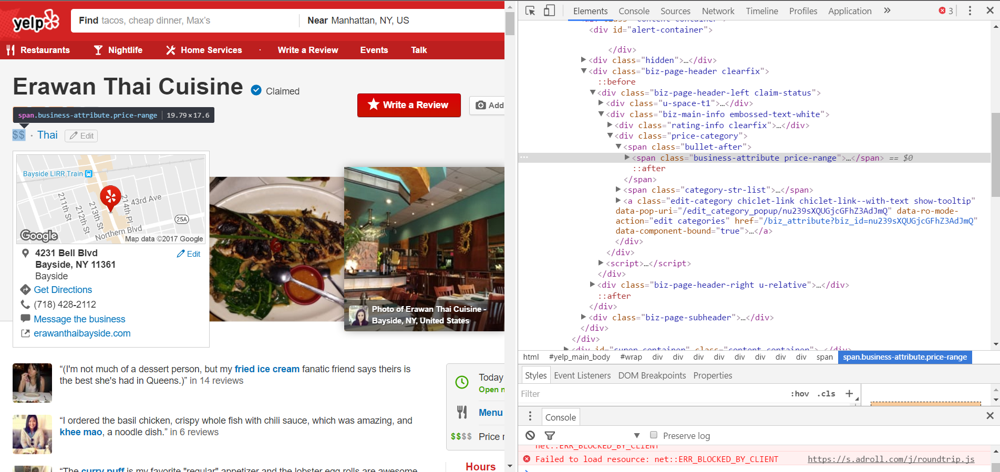 yelp
Find tacos, cheap dinner, Max's
Near Manhattan, NY, US
Restaurants
Nightlife
Home Services
·
Write a Review
Events
Talk
Erawan Thai Cuisine
Claimed
Write a Review
Add
span.business-attribute.price-range | 19.79×17.6
$$ · Thai
Edit
Bayside LIRR Train
211th St
212th St
213th St
214th Pl
43rd Ave
25A
Northern Blvd
Google
Map data ©2017 Google
4231 Bell Blvd
Edit
Bayside, NY 11361
Bayside
Get Directions
(718) 428-2112
Message the business
erawanthaibayside.com
Photo of Erawan Thai Cuisine -
Bayside, NY, United States
“(I'm not much of a dessert person, but my fried ice cream fanatic friend says theirs is
the best she's had in Queens.)” in 14 reviews
“I ordered the basil chicken, crispy whole fish with chili sauce, which was amazing, and
khee mao, a noodle dish.” in 6 reviews
“The curry puff is my favorite "regular" appetizer and the lobster egg rolls are awesome
Today
Open n
Menu
$$$$ Price r
Hours
Elements Console Sources Network Timeline Profiles Application » 3
<div class="content-container">
<div id="alert-container">
</div>
<div class="hidden">…</div>
<div class="biz-page-header clearfix">
::before
<div class="biz-page-header-left claim-status">
<div class="u-space-t1">…</div>
<div class="biz-main-info embossed-text-white">
<div class="rating-info clearfix">…</div>
<div class="price-category">
<span class="bullet-after">
<span class="business-attribute price-range">…</span> == $0
::after
</span>
<span class="category-str-list">…</span>
<a class="edit-category chiclet-link chiclet-link--with-text show-tooltip"
data-pop-uri="/edit_category_popup/nu239sXQUGjcGFhZ3AdJmQ" data-ro-mode-
action="edit categories" href="/biz_attribute?biz_id=nu239sXQUGjcGFhZ3AdJmQ"
data-component-bound="true">…</a>
</div>
</div>
<script>…</script>
</div>
<div class="biz-page-header-right u-relative">…</div>
::after
</div>
<div class="biz-page-subheader">…</div>
</div>
</div>
<div id="super-container" class="content-container">…</div>
html #yelp_main_body #wrap div div div div div div div div span span.business-attribute.price-range
Styles Event Listeners DOM Breakpoints Properties
Filter
:hov .cls +
Console
Preserve log
net::ERR_BLOCKED_BY_CLIENT
Failed to load resource: net::ERR_BLOCKED_BY_CLIENT
https://s.adroll.com/j/roundtrip.js